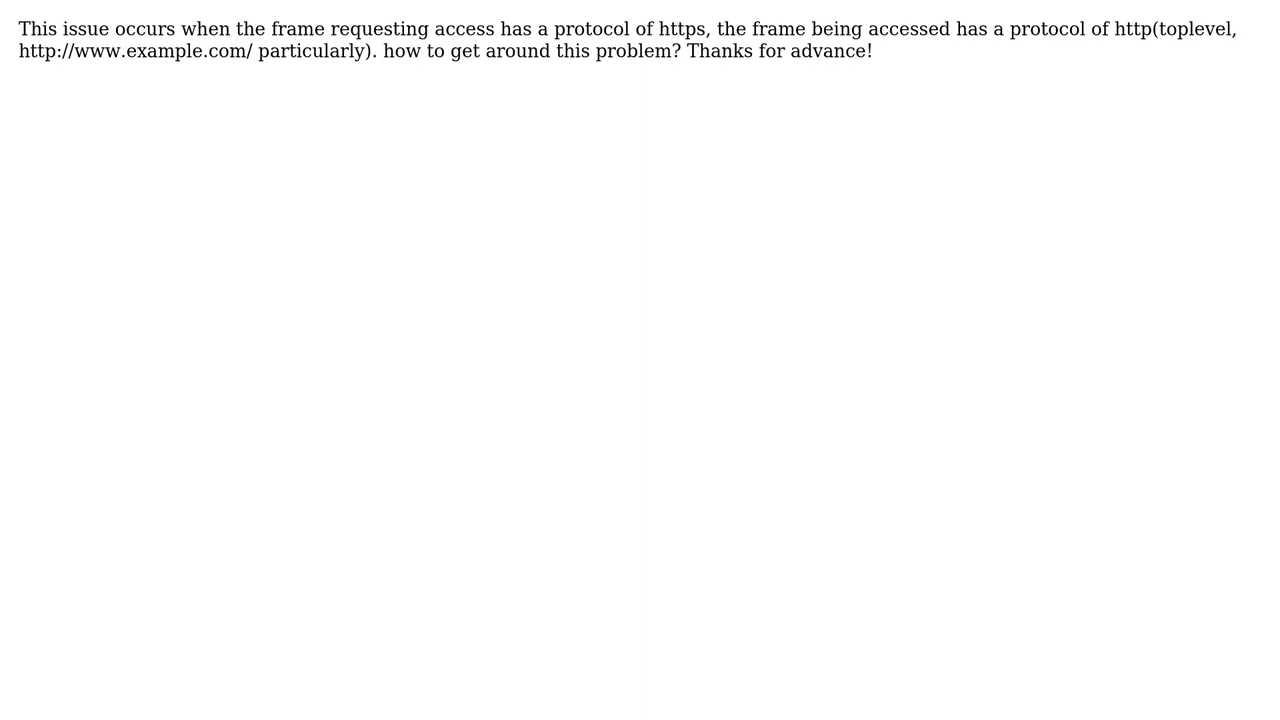 This issue occurs when the frame requesting access has a protocol of https, the frame being accessed has a protocol of http(toplevel,
http://www.example.com/ particularly). how to get around this problem? Thanks for advance!